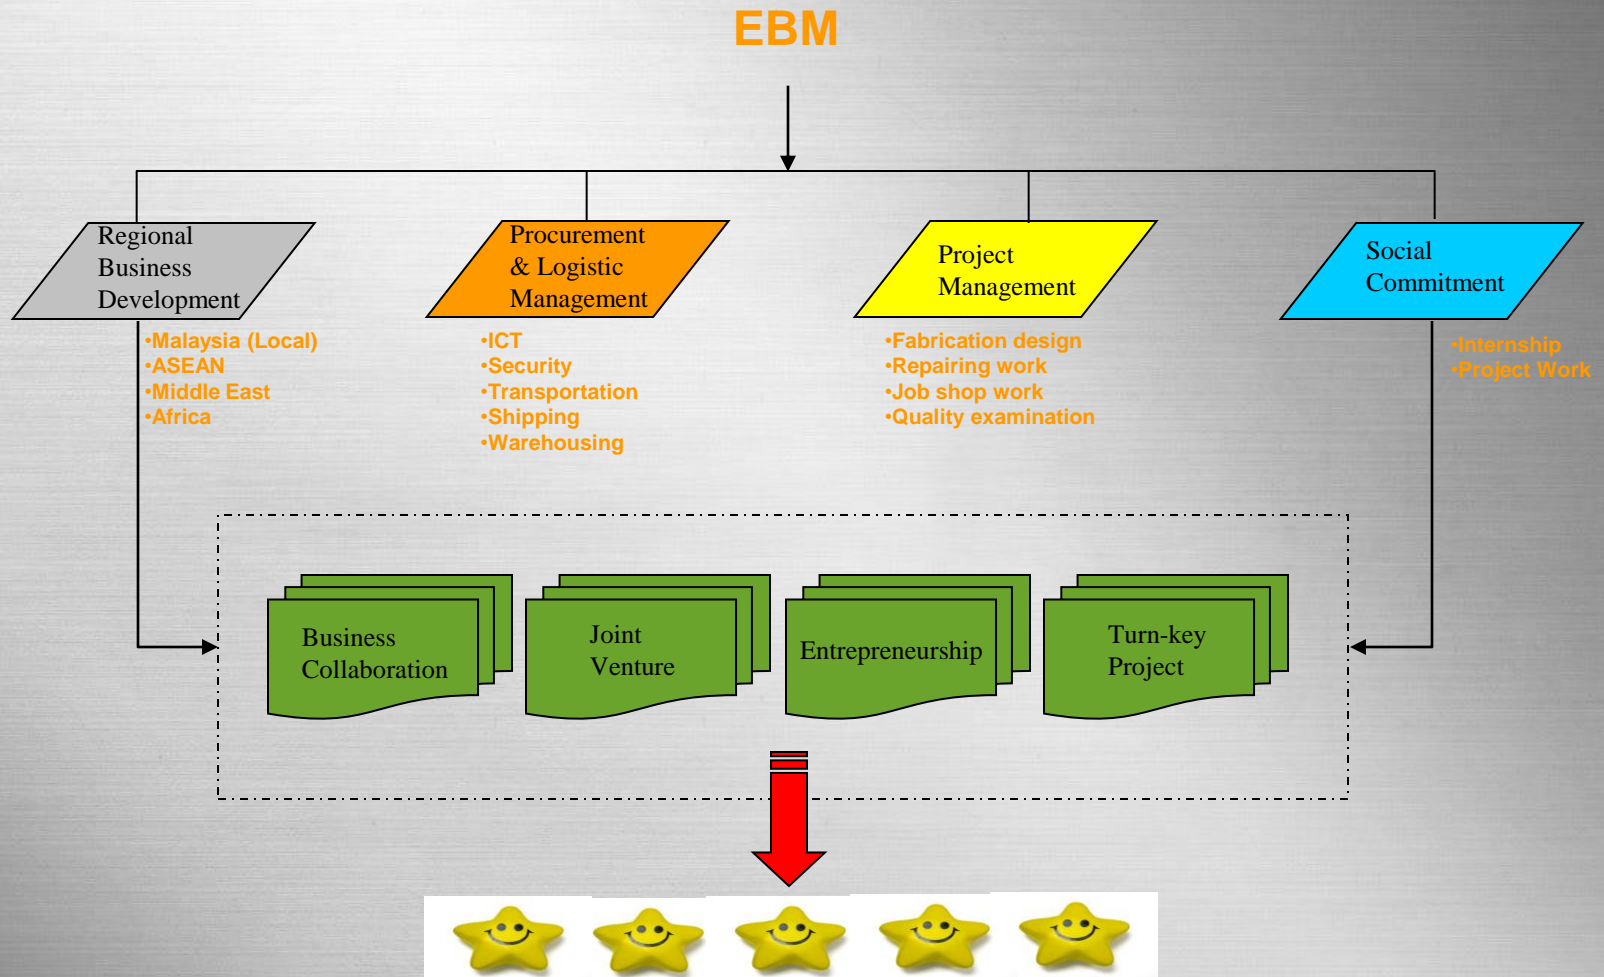 EBM
Regional
Business
Development
Procurement
& Logistic
Management
Project
Management
Social
Commitment
•Malaysia (Local)
•ASEAN
•Middle East
•Africa
•ICT
•Security
•Transportation
•Shipping
•Warehousing
•Fabrication design
•Repairing work
•Job shop work
•Quality examination
•Internship
•Project Work
Business
Collaboration
Joint
Venture
Entrepreneurship
Turn-key
Project